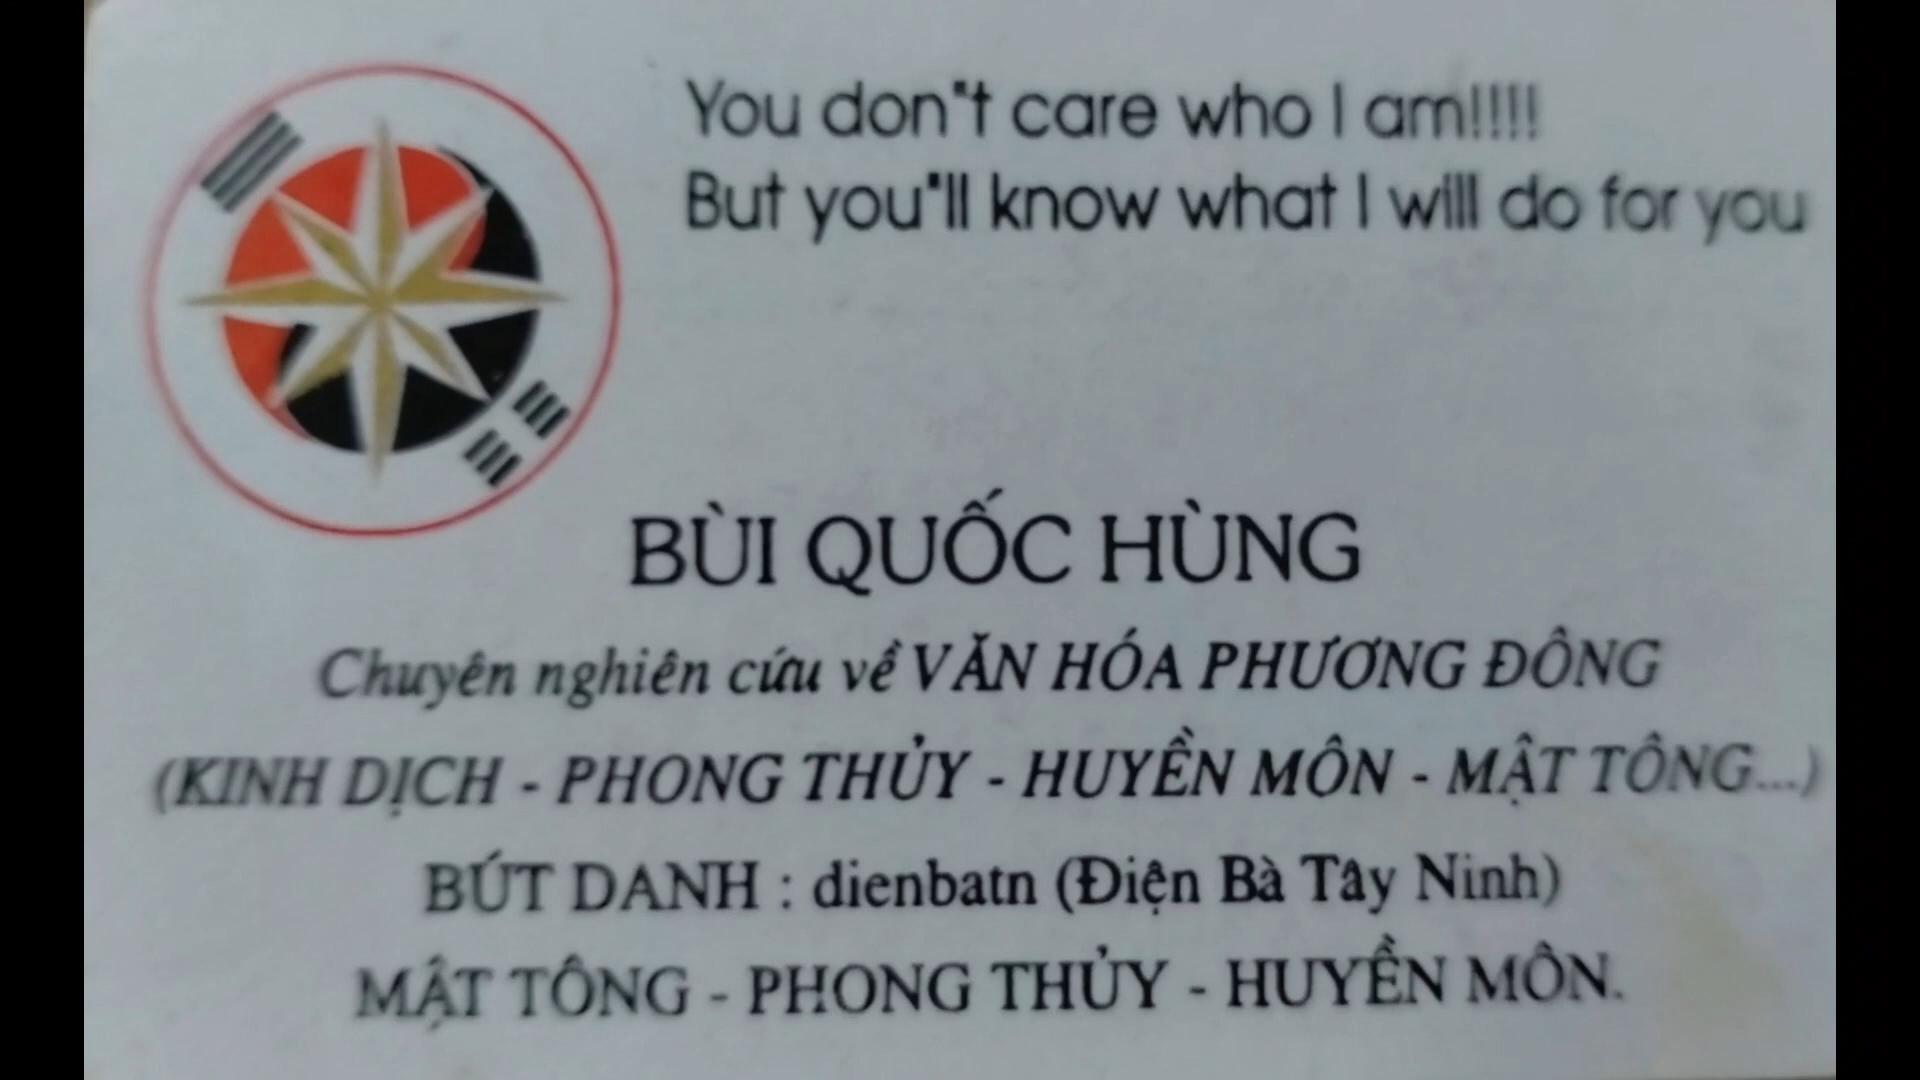 You don"t care who I am!!!!
But you"ll know what I will do for you
BÙI QUỐC HÙNG
Chuyên nghiên cứu về VĂN HÓA PHƯƠNG ĐÔNG
(KINH DỊCH - PHONG THỦY - HUYỀN MÔN - MẬT TÔNG...)
BÚT DANH : dienbatn (Điện Bà Tây Ninh)
MẬT TÔNG - PHONG THỦY - HUYỀN MÔN.